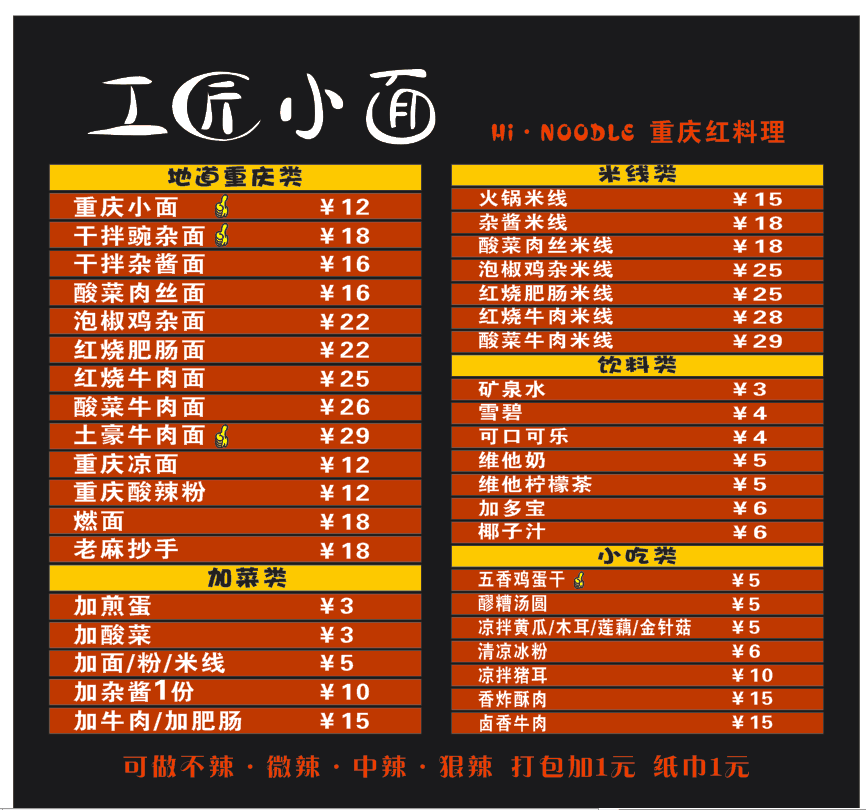 工匠小面
Hi·NOODLE 重庆红料理
地道重庆类
重庆小面 ¥12
干拌豌杂面 ¥18
干拌杂酱面 ¥16
酸菜肉丝面 ¥16
泡椒鸡杂面 ¥22
红烧肥肠面 ¥22
红烧牛肉面 ¥25
酸菜牛肉面 ¥26
土豪牛肉面 ¥29
重庆凉面 ¥12
重庆酸辣粉 ¥12
燃面 ¥18
老麻抄手 ¥18
加菜类
加煎蛋 ¥3
加酸菜 ¥3
加面/粉/米线 ¥5
加杂酱1份 ¥10
加牛肉/加肥肠 ¥15
米线类
火锅米线 ¥15
杂酱米线 ¥18
酸菜肉丝米线 ¥18
泡椒鸡杂米线 ¥25
红烧肥肠米线 ¥25
红烧牛肉米线 ¥28
酸菜牛肉米线 ¥29
饮料类
矿泉水 ¥3
雪碧 ¥4
可口可乐 ¥4
维他奶 ¥5
维他柠檬茶 ¥5
加多宝 ¥6
椰子汁 ¥6
小吃类
五香鸡蛋干 ¥5
醪糟汤圆 ¥5
凉拌黄瓜/木耳/莲藕/金针菇 ¥5
清凉冰粉 ¥6
凉拌猪耳 ¥10
香炸酥肉 ¥15
卤香牛肉 ¥15
可做不辣·微辣·中辣·狠辣 打包加1元 纸巾1元